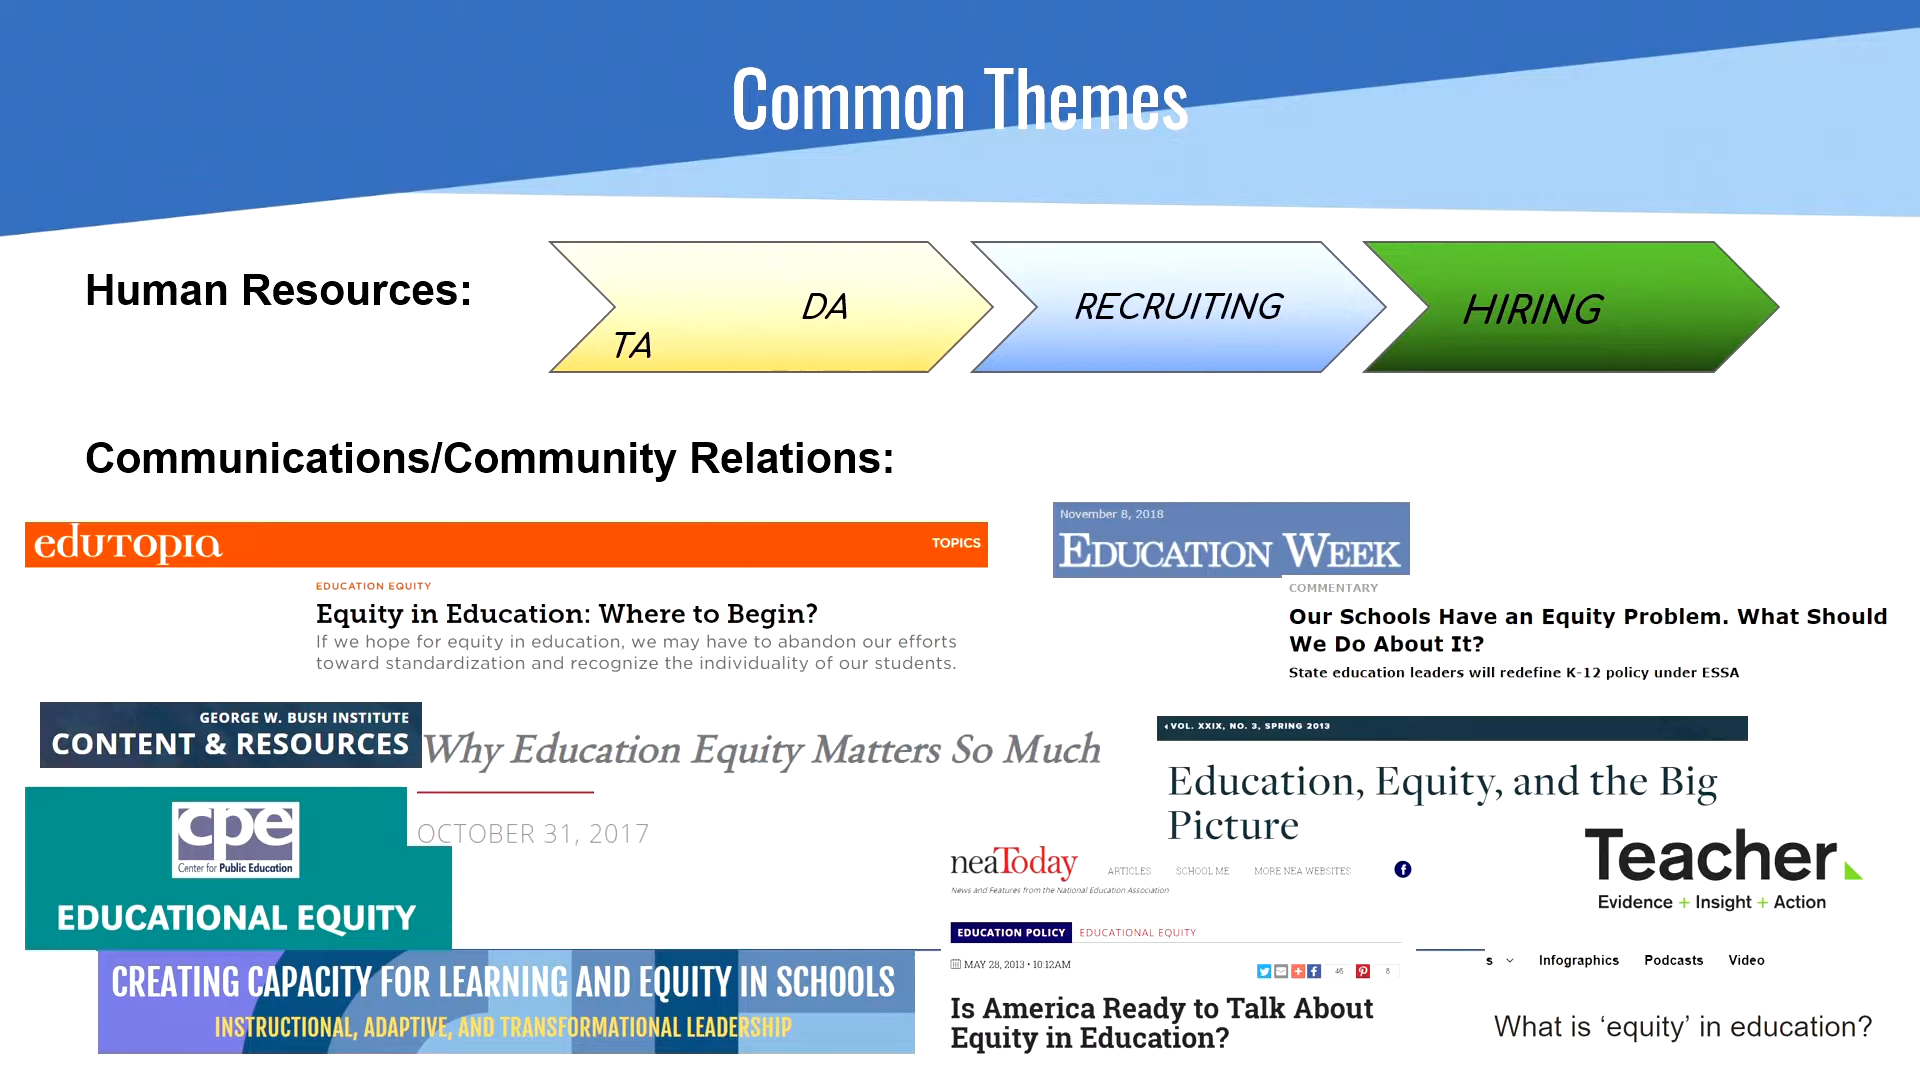 Common Themes
Human Resources:
DA
TA
RECRUITING
HIRING
Communications/Community Relations:
edutopia
TOPICS
EDUCATION EQUITY
Equity in Education: Where to Begin?
If we hope for equity in education, we may have to abandon our efforts
toward standardization and recognize the individuality of our students.
November 8, 2018
EDUCATION WEEK
COMMENTARY
Our Schools Have an Equity Problem. What Should
We Do About It?
State education leaders will redefine K-12 policy under ESSA
GEORGE W. BUSH INSTITUTE
CONTENT & RESOURCES
Why Education Equity Matters So Much
OCTOBER 31, 2017
VOL. XXIX, NO. 3, SPRING 2013
Education, Equity, and the Big
Picture
cpe
Center for Public Education
EDUCATIONAL EQUITY
CREATING CAPACITY FOR LEARNING AND EQUITY IN SCHOOLS
INSTRUCTIONAL, ADAPTIVE, AND TRANSFORMATIONAL LEADERSHIP
neaToday
ARTICLES SCHOOL ME MORE NEA WEBSITES
News and Features from the National Education Association
EDUCATION POLICY EDUCATIONAL EQUITY
MAY 28, 2013 • 10:12AM
46 8
Is America Ready to Talk About
Equity in Education?
Teacher
Evidence + Insight + Action
s Infographics Podcasts Video
What is ‘equity’ in education?